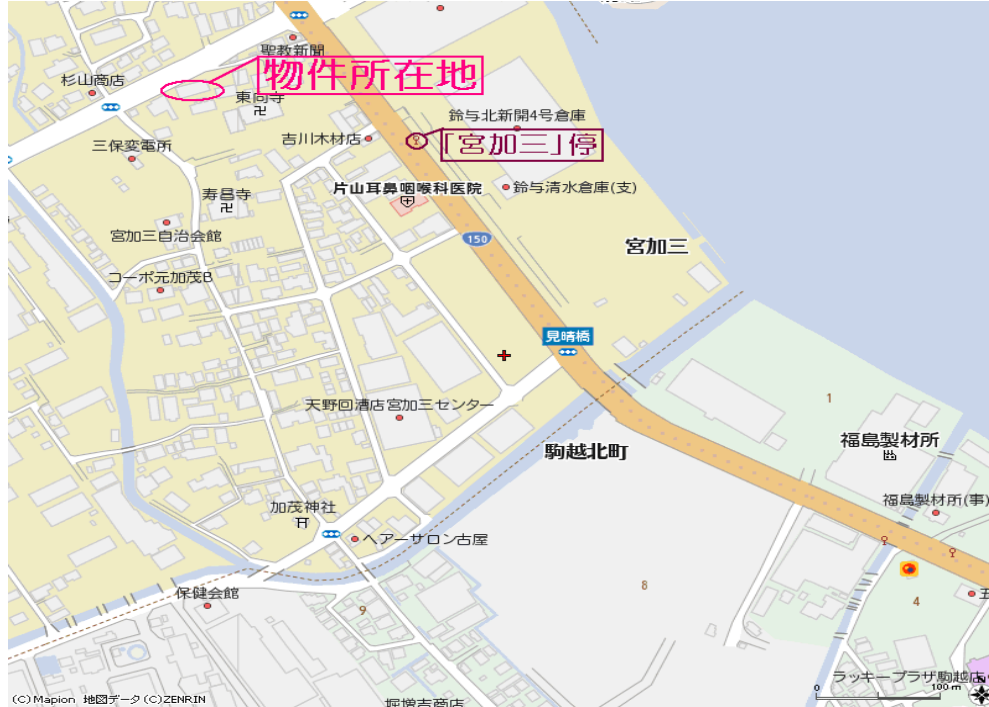 聖教新聞
物件所在地
杉山商店
東向寺
鈴与北新開4号倉庫
三保変電所
吉川木材店
「宮加三」停
寿昌寺
片山耳鼻咽喉科医院
鈴与清水倉庫(支)
宮加三自治会館
150
宮加三
コーポ元加茂B
見晴橋
天野回漕店宮加三センター
1
駒越北町
福島製材所
加茂神社
福島製材所(事)
ヘアーサロン古屋
保健会館
8
9
4
五
ラッキープラザ駒越店
0
100m
(C)Mapion 地図データ(C)ZENRIN
堀増吉商店